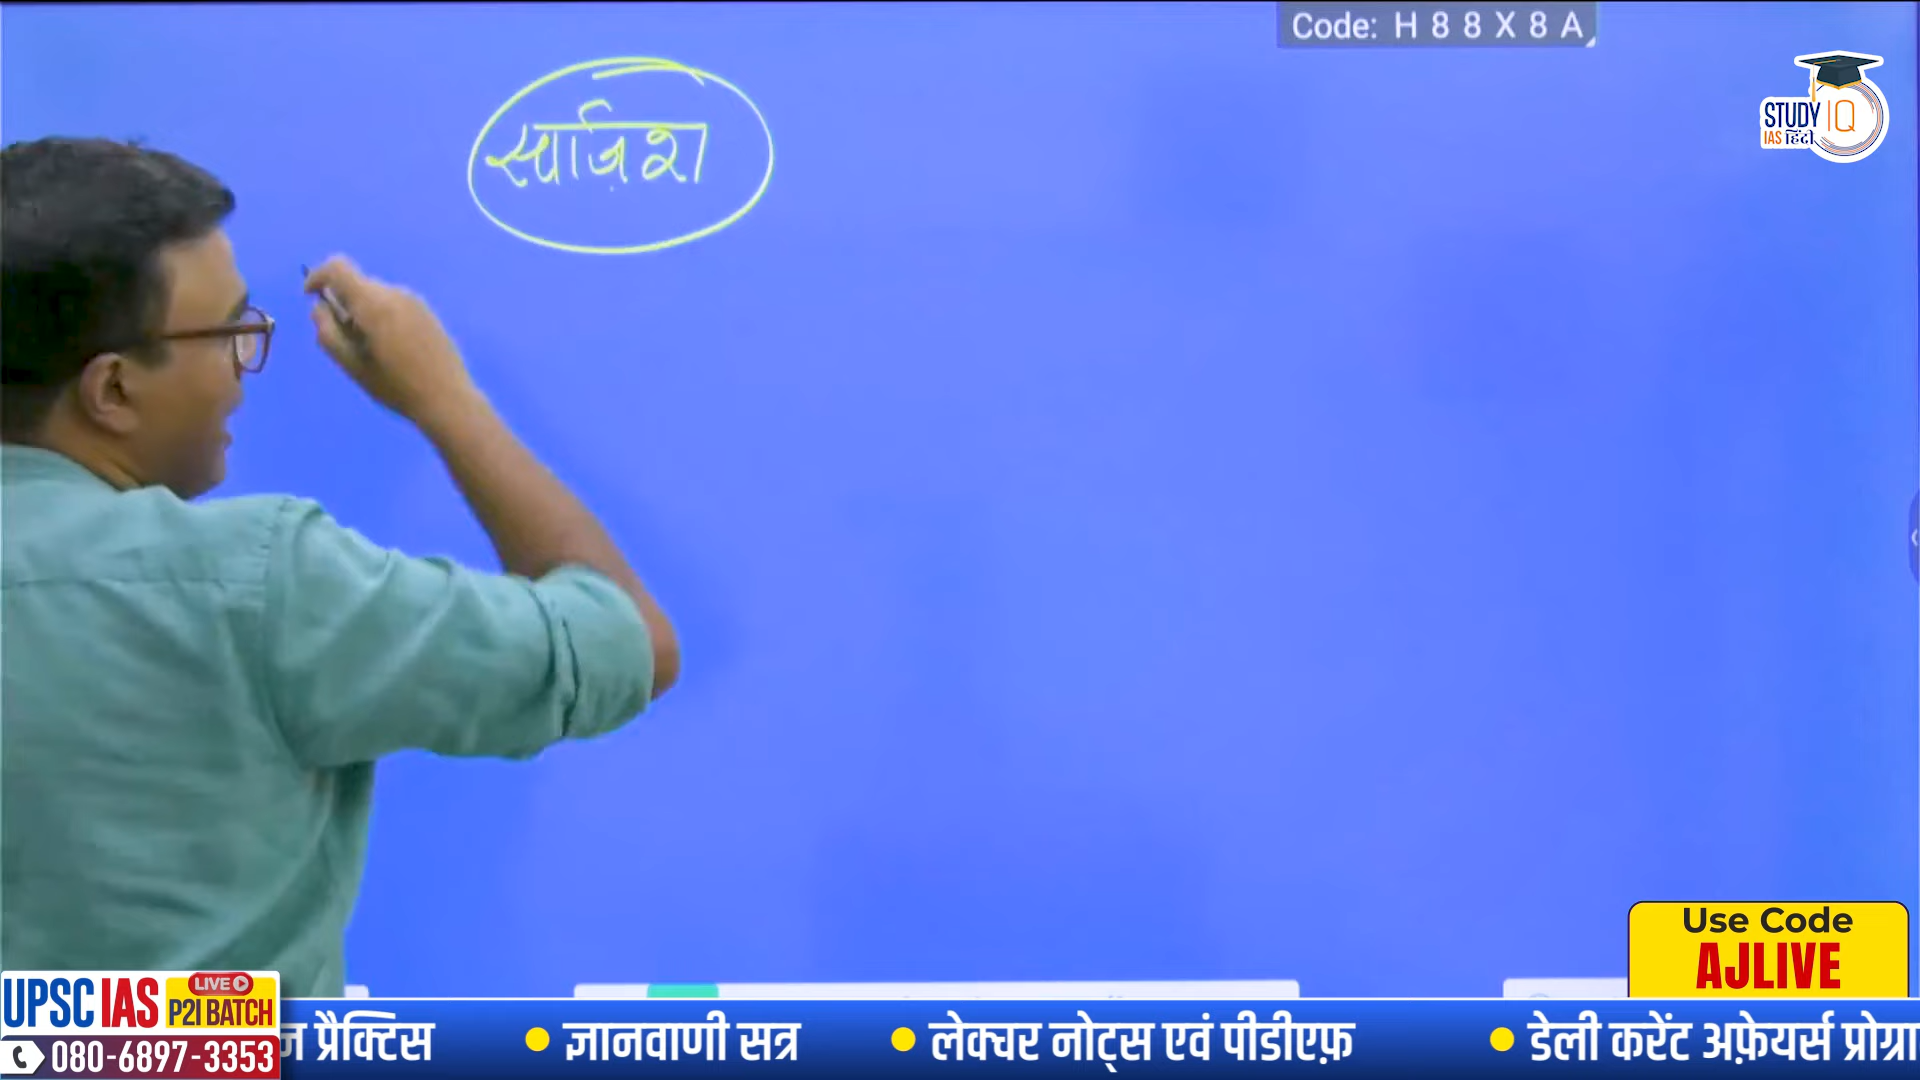 Code: H 8 8 X 8 A
STUDY IQ
IAS हिंदी
Use Code
AJLIVE
UPSC IAS LIVE P2I BATCH
080-6897-3353
न प्रैक्टिस • ज्ञानवाणी सत्र • लेक्चर नोट्स एवं पीडीएफ़ • डेली करेंट अफ़ेयर्स प्रोग्रा